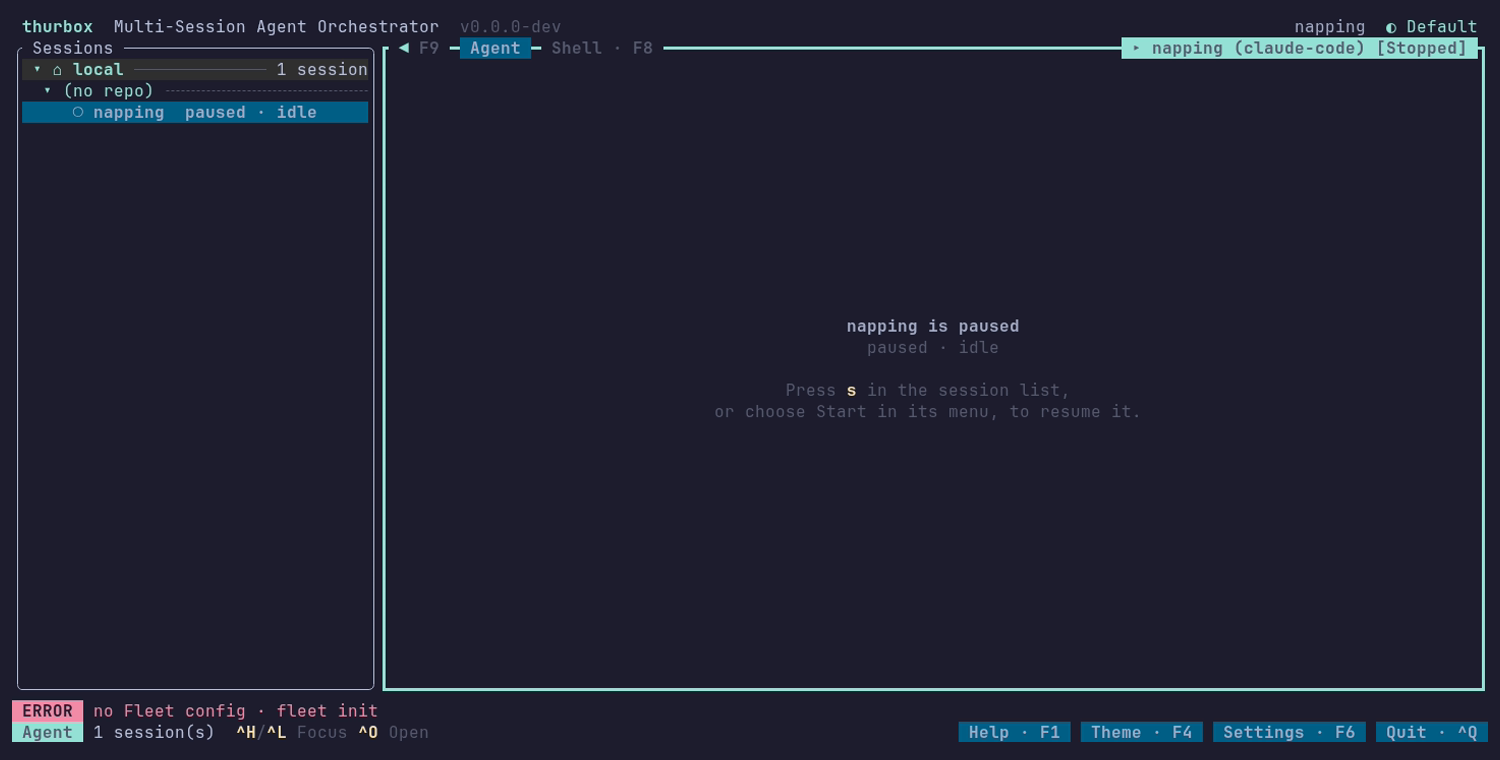 thurbox  Multi-Session Agent Orchestrator  v0.0.0-dev  napping  ◐ Default
Sessions  ◀ F9  Agent  Shell · F8  ‣ napping (claude-code) [Stopped]
▾ ⌂ local  1 session
▾ (no repo)
○ napping  paused · idle
napping is paused
paused · idle
Press s in the session list,
or choose Start in its menu, to resume it.
ERROR  no Fleet config · fleet init
Agent  1 session(s)  ^H/^L Focus ^O Open  Help · F1  Theme · F4  Settings · F6  Quit · ^Q